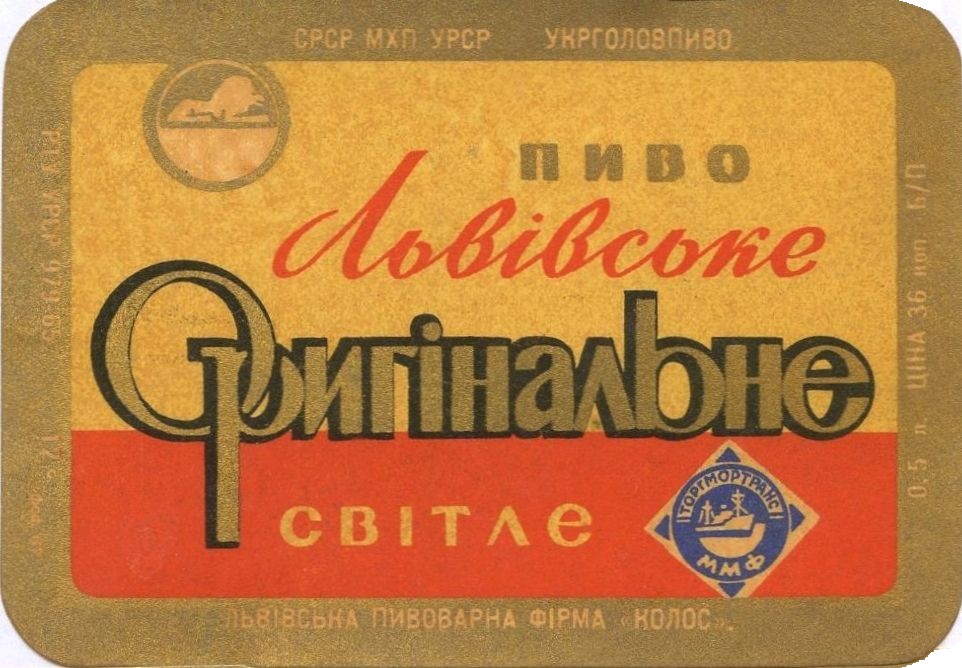 СРСР МХП УРСР УКРГОЛОВПИВО
ПИВО
Львівське
Оригінальне
СВІТЛЕ
ТОРГМОРТРАНС
ММФ
РТУ УРСР 979-65
0,5 л. ЦІНА 36 коп Б/П
ЛЬВІВСЬКА ПИВОВАРНА ФІРМА «КОЛОС».